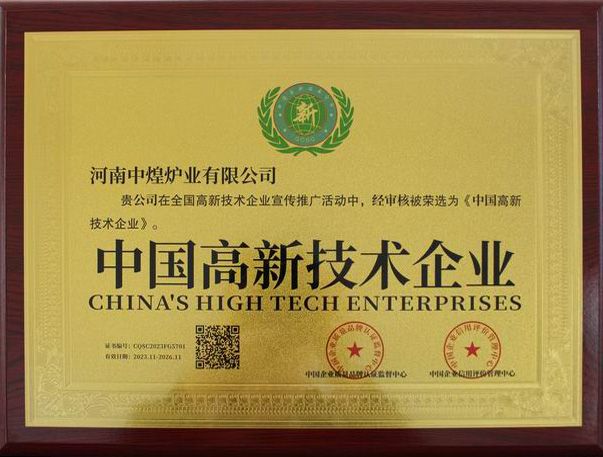 新
河南中煌炉业有限公司
贵公司在全国高新技术企业宣传推广活动中，经审核被荣选为《中国高新
技术企业》。
中国高新技术企业
CHINA'S HIGH TECH ENTERPRISES
证书编号：CQSC2023FG5701
有效日期：2023.11-2026.11
中国企业质量品牌认证监督中心
中国企业信用评价管理中心